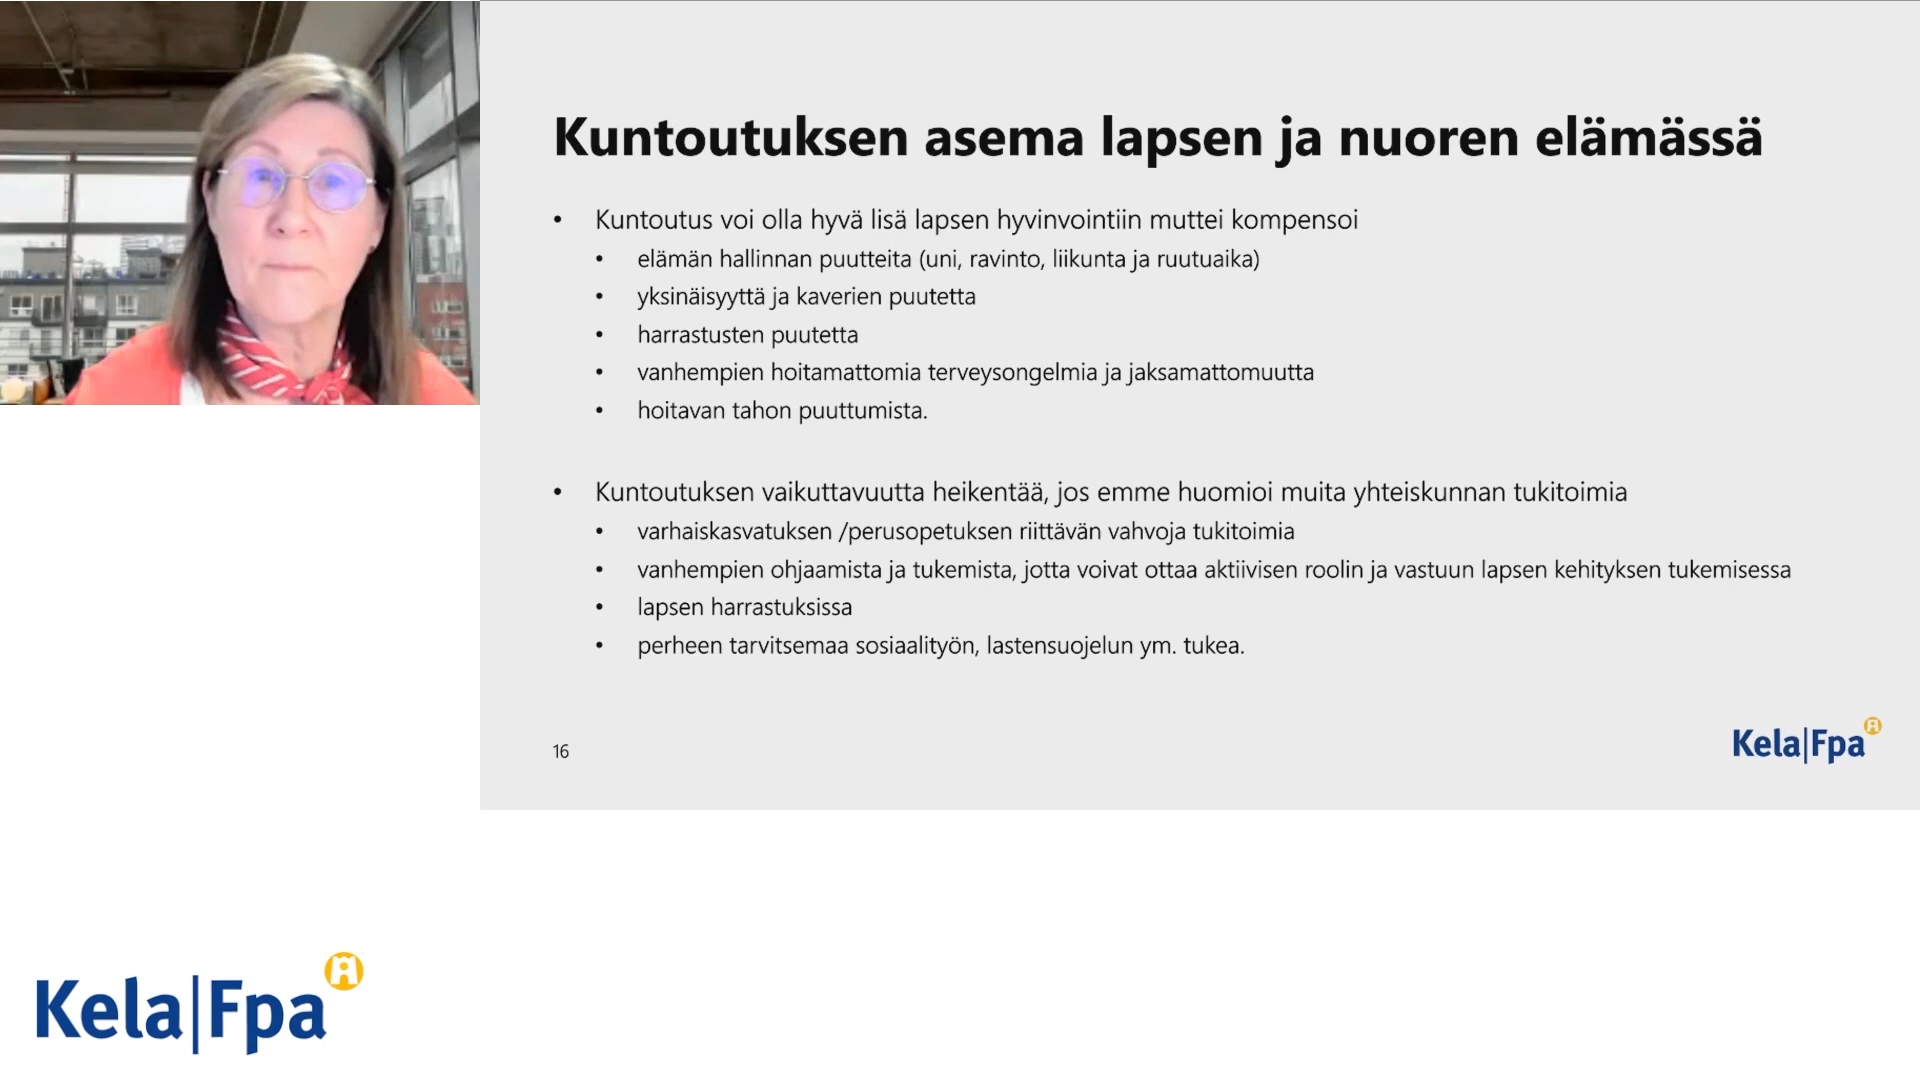 Kuntoutuksen asema lapsen ja nuoren elämässä
• Kuntoutus voi olla hyvä lisä lapsen hyvinvointiin muttei kompensoi
• elämän hallinnan puutteita (uni, ravinto, liikunta ja ruutuaika)
• yksinäisyyttä ja kaverien puutetta
• harrastusten puutetta
• vanhempien hoitamattomia terveysongelmia ja jaksamattomuutta
• hoitavan tahon puuttumista.
• Kuntoutuksen vaikuttavuutta heikentää, jos emme huomioi muita yhteiskunnan tukitoimia
• varhaiskasvatuksen /perusopetuksen riittävän vahvoja tukitoimia
• vanhempien ohjaamista ja tukemista, jotta voivat ottaa aktiivisen roolin ja vastuun lapsen kehityksen tukemisessa
• lapsen harrastuksissa
• perheen tarvitsemaa sosiaalityön, lastensuojelun ym. tukea.
16
Kela|Fpa
Kela|Fpa